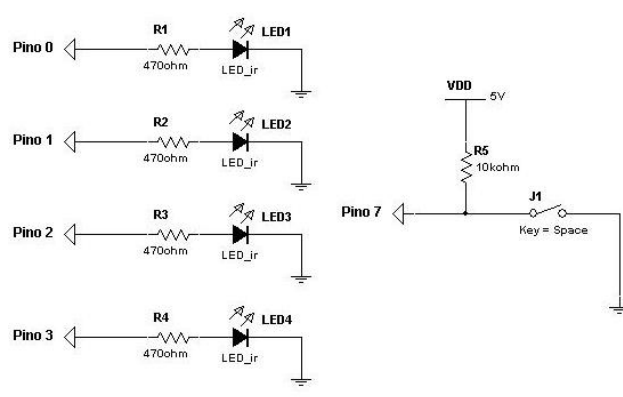 R1
LED1
Pino 0
470ohm
LED_ir
R2
LED2
Pino 1
470ohm
LED_ir
R3
LED3
Pino 2
470ohm
LED_ir
R4
LED4
Pino 3
470ohm
LED_ir
VDD
5V
R5
10kohm
J1
Pino 7
Key = Space